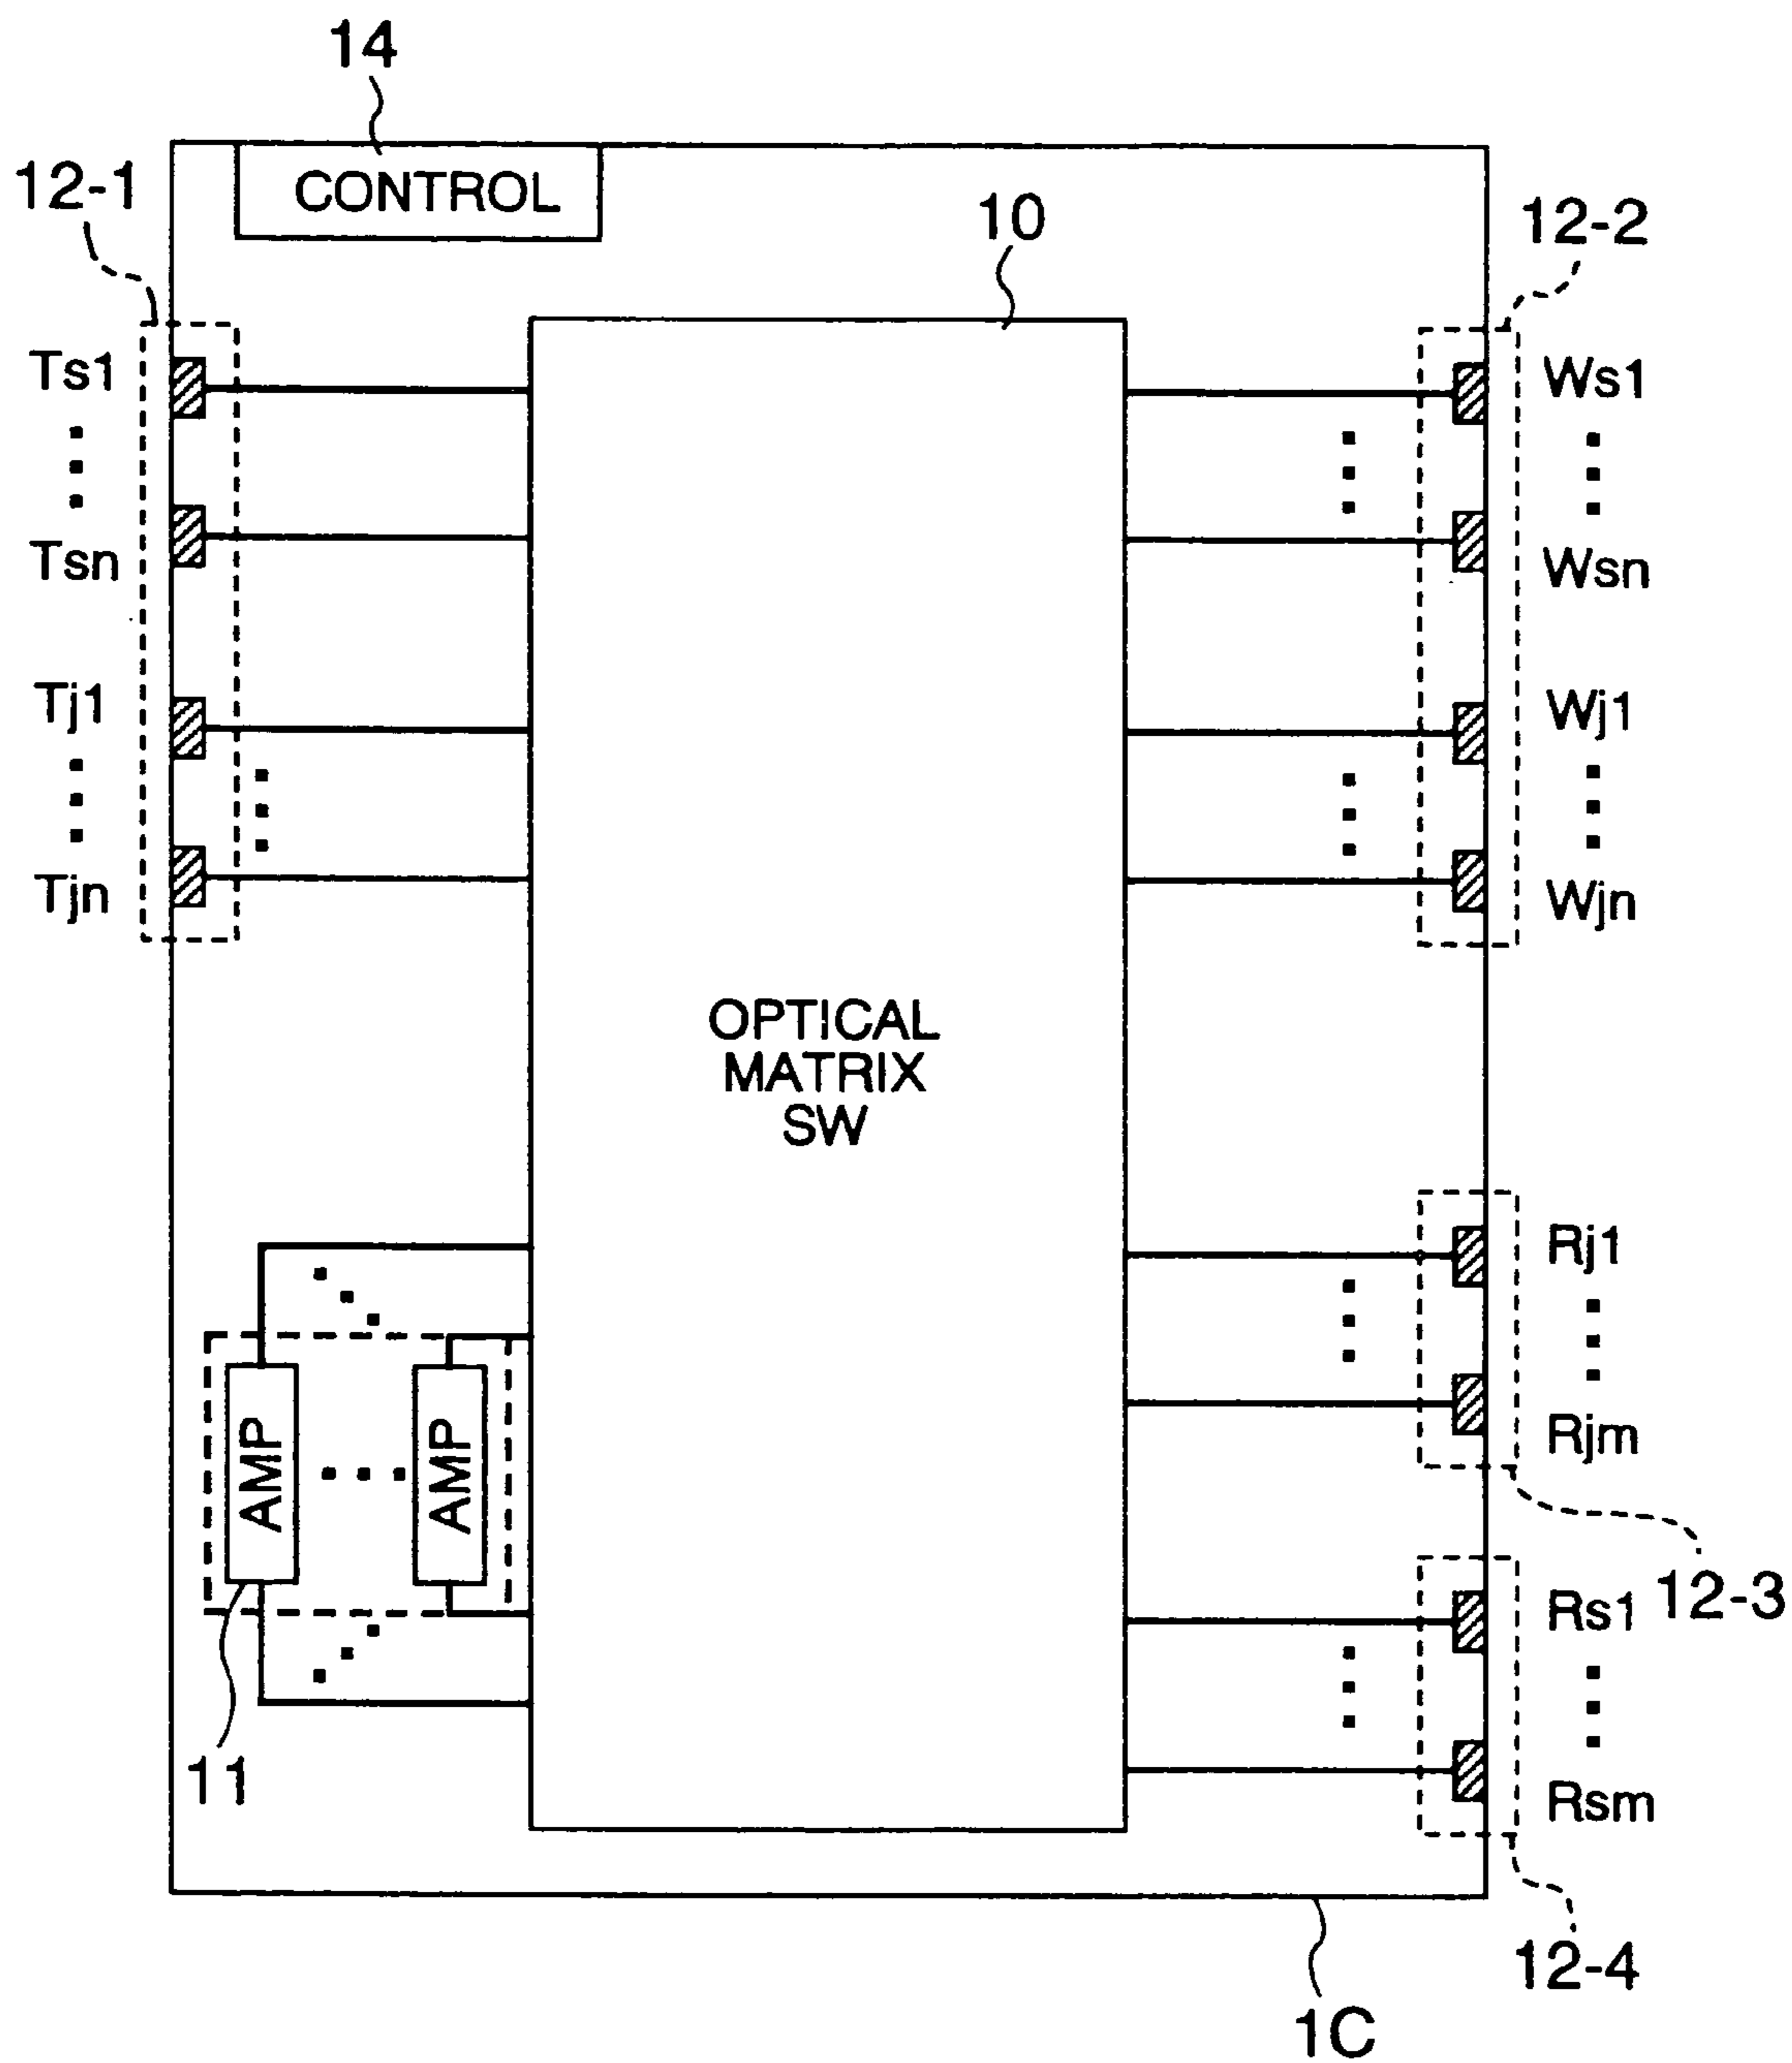 14
CONTROL
12-1
10
12-2
Ts1
Tsn
Tj1
Tjn
Ws1
Wsn
Wj1
Wjn
OPTICAL
MATRIX
SW
AMP
AMP
11
Rj1
Rjm
12-3
Rs1
Rsm
12-4
1C